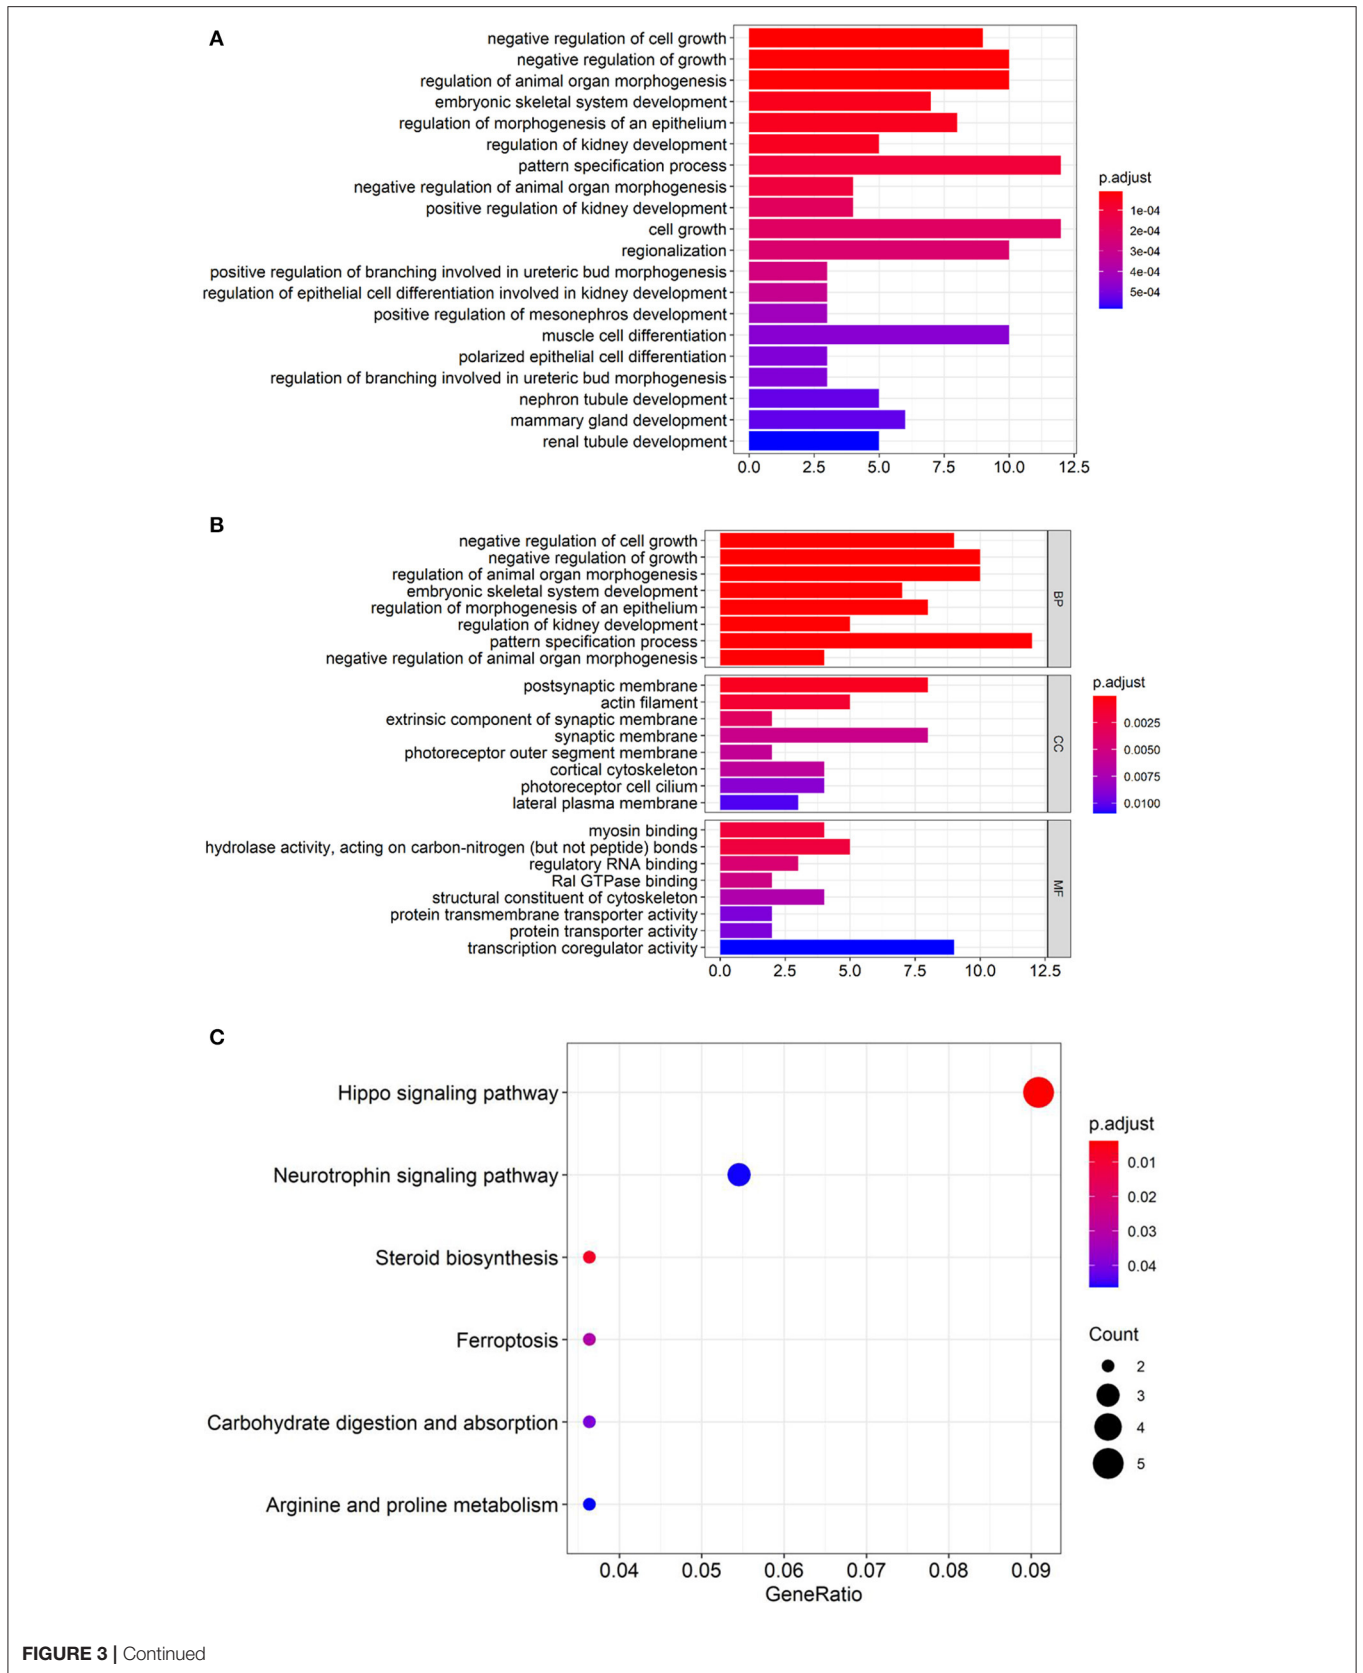 A
negative regulation of cell growth
negative regulation of growth
regulation of animal organ morphogenesis
embryonic skeletal system development
regulation of morphogenesis of an epithelium
regulation of kidney development
pattern specification process
negative regulation of animal organ morphogenesis
positive regulation of kidney development
cell growth
regionalization
positive regulation of branching involved in ureteric bud morphogenesis
regulation of epithelial cell differentiation involved in kidney development
positive regulation of mesonephros development
muscle cell differentiation
polarized epithelial cell differentiation
regulation of branching involved in ureteric bud morphogenesis
nephron tubule development
mammary gland development
renal tubule development
0.0 2.5 5.0 7.5 10.0 12.5
p.adjust
1e-04
2e-04
3e-04
4e-04
5e-04
B
negative regulation of cell growth
negative regulation of growth
regulation of animal organ morphogenesis
embryonic skeletal system development
regulation of morphogenesis of an epithelium
regulation of kidney development
pattern specification process
negative regulation of animal organ morphogenesis
BP
postsynaptic membrane
actin filament
extrinsic component of synaptic membrane
synaptic membrane
photoreceptor outer segment membrane
cortical cytoskeleton
photoreceptor cell cilium
lateral plasma membrane
CC
myosin binding
hydrolase activity, acting on carbon-nitrogen (but not peptide) bonds
regulatory RNA binding
Ral GTPase binding
structural constituent of cytoskeleton
protein transmembrane transporter activity
protein transporter activity
transcription coregulator activity
MF
0.0 2.5 5.0 7.5 10.0 12.5
p.adjust
0.0025
0.0050
0.0075
0.0100
C
Hippo signaling pathway
Neurotrophin signaling pathway
Steroid biosynthesis
Ferroptosis
Carbohydrate digestion and absorption
Arginine and proline metabolism
0.04 0.05 0.06 0.07 0.08 0.09
GeneRatio
p.adjust
0.01
0.02
0.03
0.04
Count
2
3
4
5
FIGURE 3 | Continued